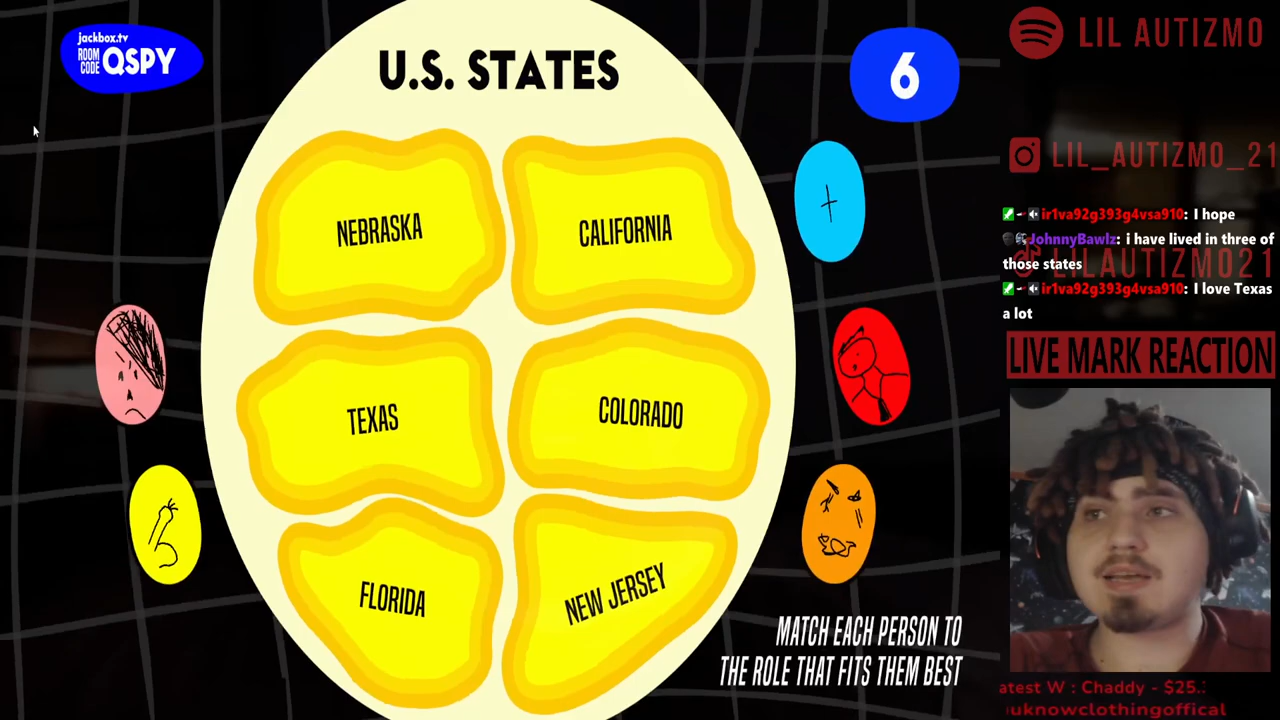 jackbox.tv
ROOM CODE QSPY
U.S. STATES
6
NEBRASKA
CALIFORNIA
TEXAS
COLORADO
FLORIDA
NEW JERSEY
MATCH EACH PERSON TO
THE ROLE THAT FITS THEM BEST
LIL AUTIZMO
LIL_AUTIZMO_21
LILAUTIZMO21
ir1va92g393g4vsa910: I hope
JohnnyBawlz: i have lived in three of
those states
ir1va92g393g4vsa910: I love Texas
a lot
LIVE MARK REACTION
atest W : Chaddy - $25.
uknowclothingoffical